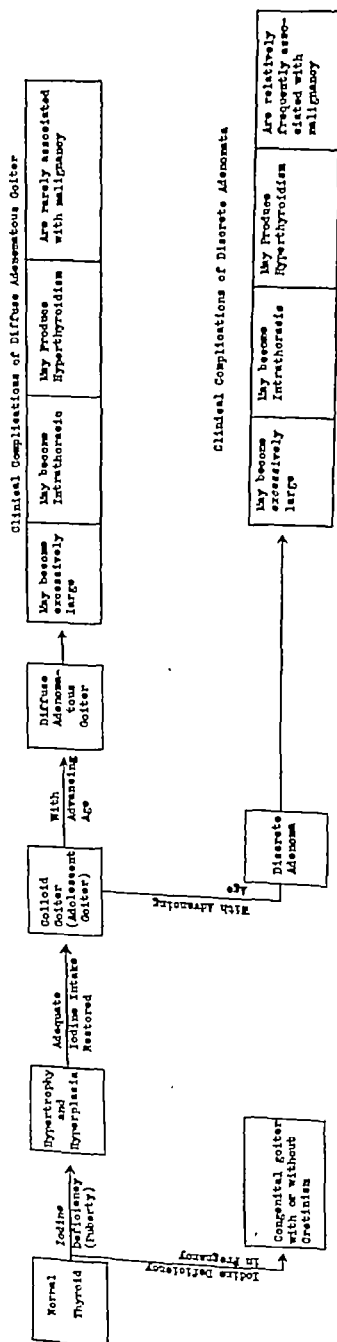 Normal
Thyroid
Iodine
Deficiency
(Puberty)
Iodine Deficiency
in Pregnancy
Congenital goiter
with or without
Cretinism
Hypertrophy
and
Hyperplasia
Adequate
Iodine Intake
Restored
Colloid
Goiter
(Adolescent
Goiter)
With
Advancing
Age
With Advancing
Age
Diffuse
Adenoma-
tous
Goiter
Discrete
Adenoma
Clinical Complications of Diffuse Adenomatous Goiter
May become
excessively
large
May become
Intrathorasic
May Produce
Hyperthyroidism
Are rarely associated
with malignancy
Clinical Complications of Discrete Adenomata
May become
excessively
large
May become
Intrathorasic
May Produce
Hyperthyroidism
Are relatively
frequently asso-
siated with
malignancy